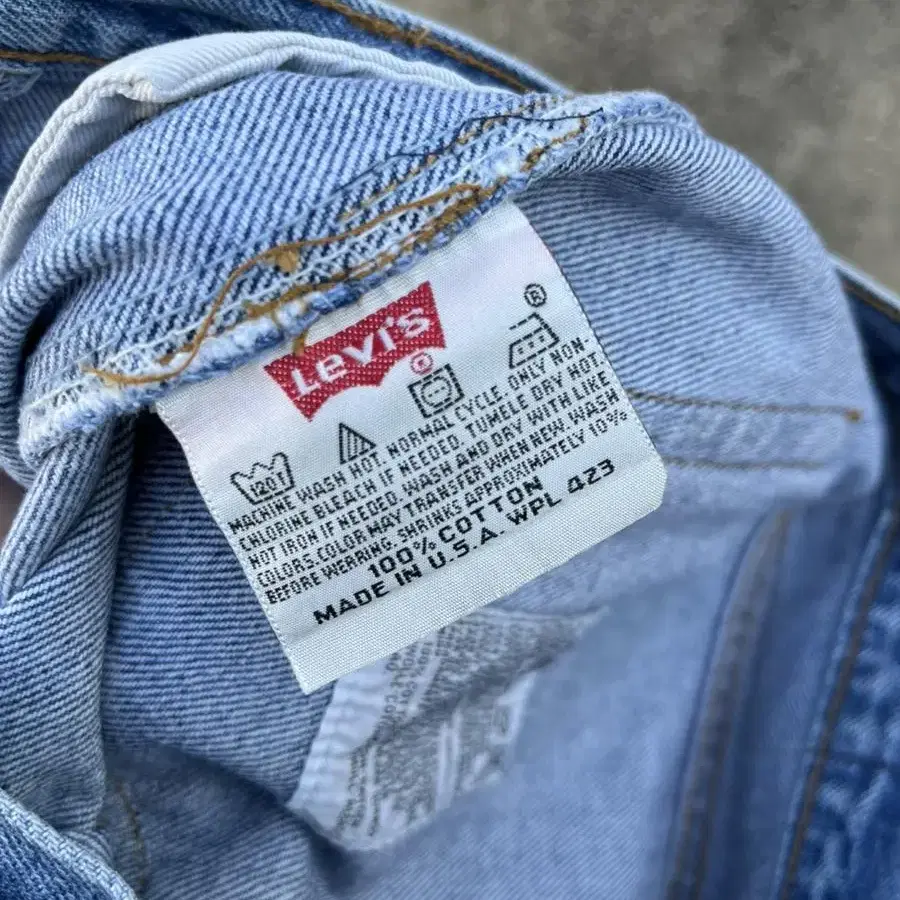 Levi's
®
®
120F
MACHINE WASH HOT NORMAL CYCLE. ONLY NON-
CHLORINE BLEACH IF NEEDED. TUMBLE DRY HOT.
HOT IRON IF NEEDED. WASH AND DRY WITH LIKE
COLORS. COLOR MAY TRANSFER WHEN NEW. WASH
BEFORE WEARING. SHRINKS APPROXIMATELY 10%
100% COTTON
MADE IN U.S.A. WPL 423